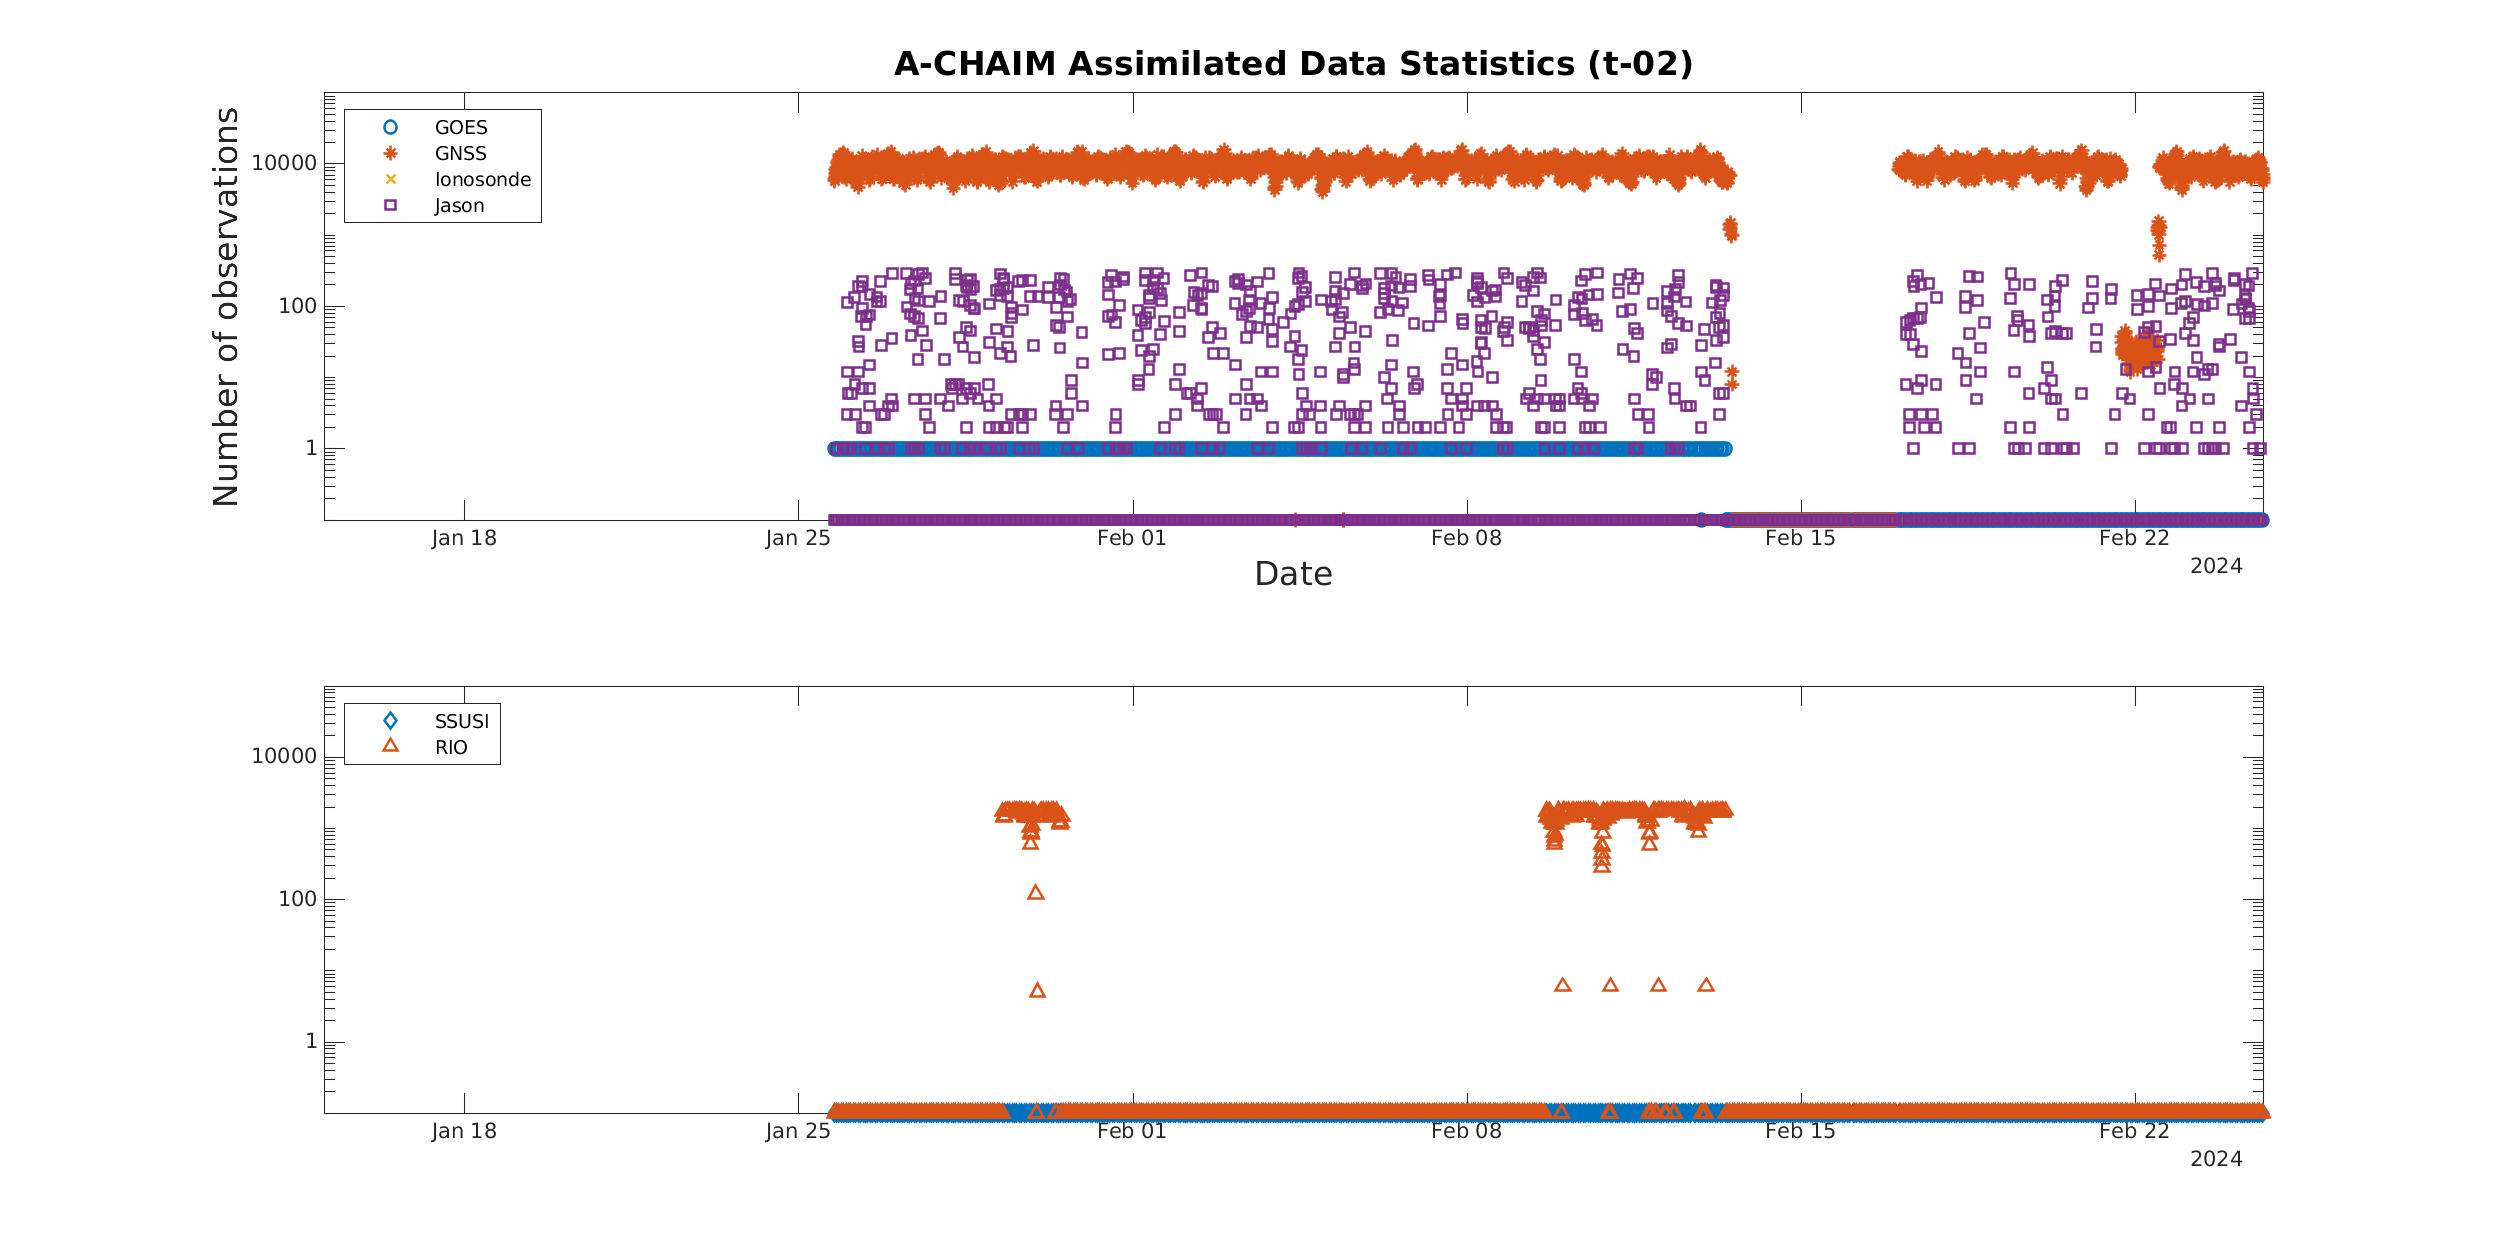 A-CHAIM Assimilated Data Statistics (t-02)
Number of observations
10000
100
1
GOES
GNSS
Ionosonde
Jason
Jan 18
Jan 25
Feb 01
Feb 08
Feb 15
Feb 22
2024
Date
10000
100
1
SSUSI
RIO
Jan 18
Jan 25
Feb 01
Feb 08
Feb 15
Feb 22
2024